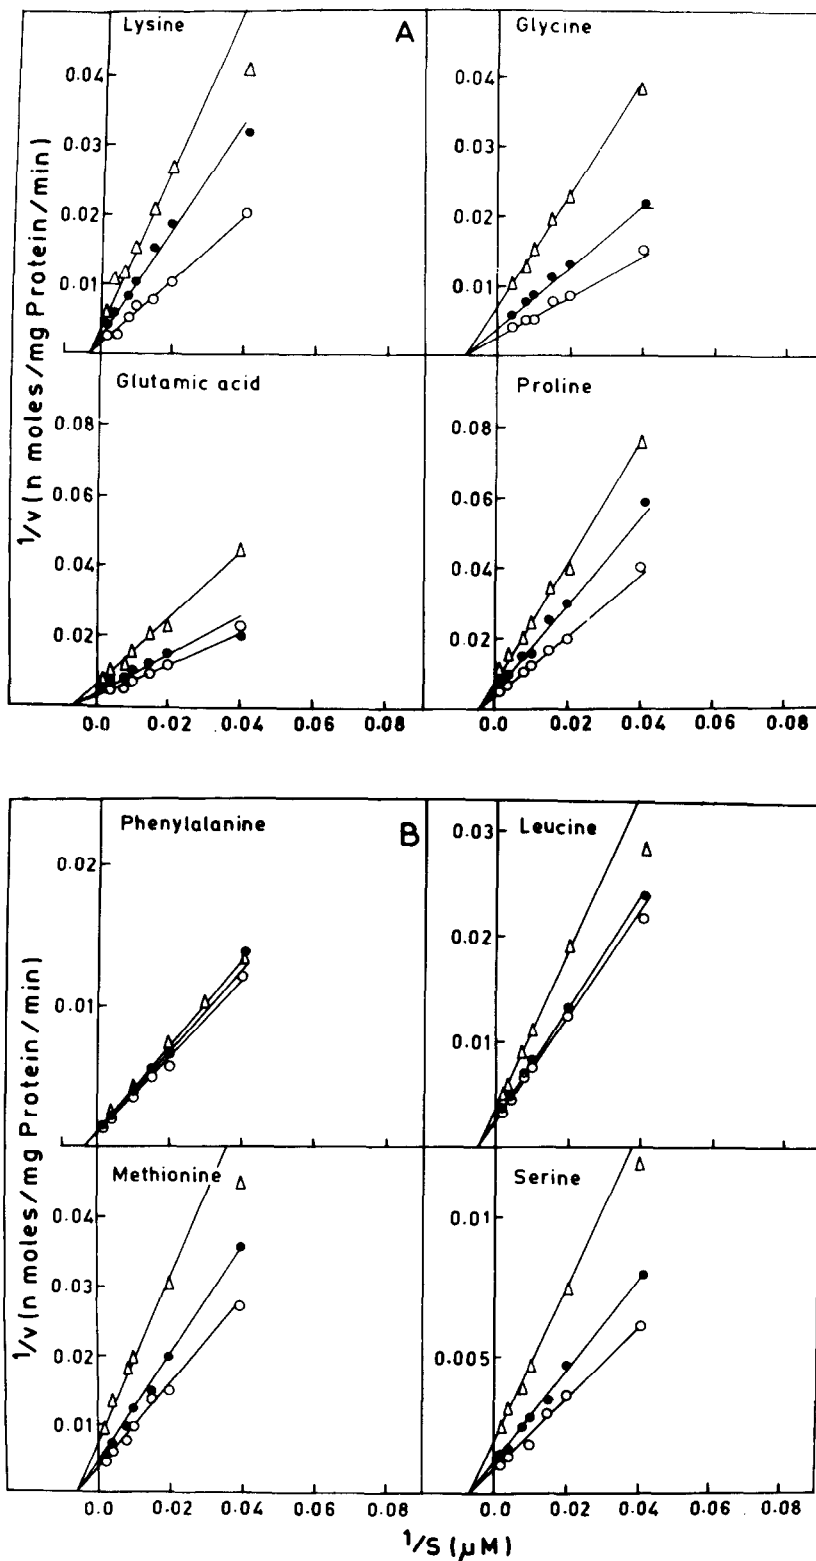 Lysine
A
Glycine
0.04
0.03
0.02
0.01
0.04
0.03
0.02
0.01
1/v (n moles/mg Protein/min)
Glutamic acid
Proline
0.08
0.06
0.04
0.02
0.08
0.06
0.04
0.02
0.0 0.02 0.04 0.06 0.08
0.0 0.02 0.04 0.06 0.08
Phenylalanine
B
Leucine
0.02
0.01
0.03
0.02
0.01
1/v (n moles/mg Protein/min)
Methionine
Serine
0.04
0.03
0.02
0.01
0.01
0.005
0.0 0.02 0.04 0.06 0.08
0.0 0.02 0.04 0.06 0.08
1/S (μM)